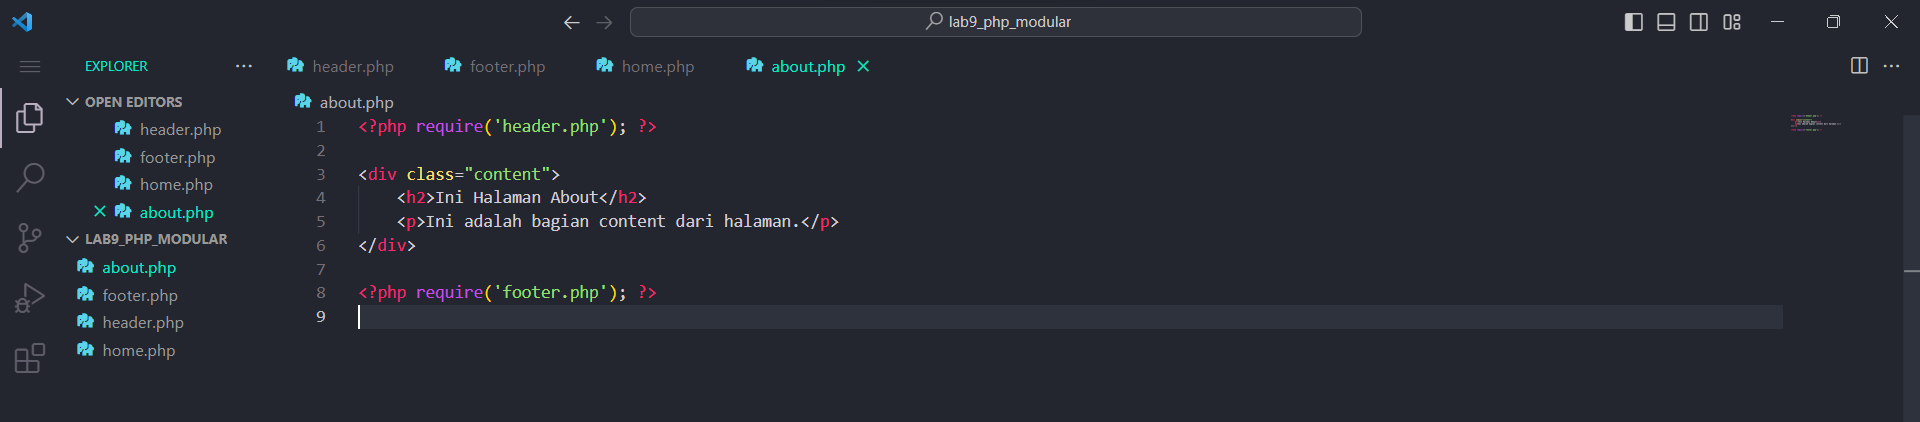 lab9_php_modular
EXPLORER ···
header.php footer.php home.php about.php
OPEN EDITORS
header.php
footer.php
home.php
about.php
LAB9_PHP_MODULAR
about.php
footer.php
header.php
home.php
about.php
1 <?php require('header.php'); ?>
2
3 <div class="content">
4 <h2>Ini Halaman About</h2>
5 <p>Ini adalah bagian content dari halaman.</p>
6 </div>
7
8 <?php require('footer.php'); ?>
9